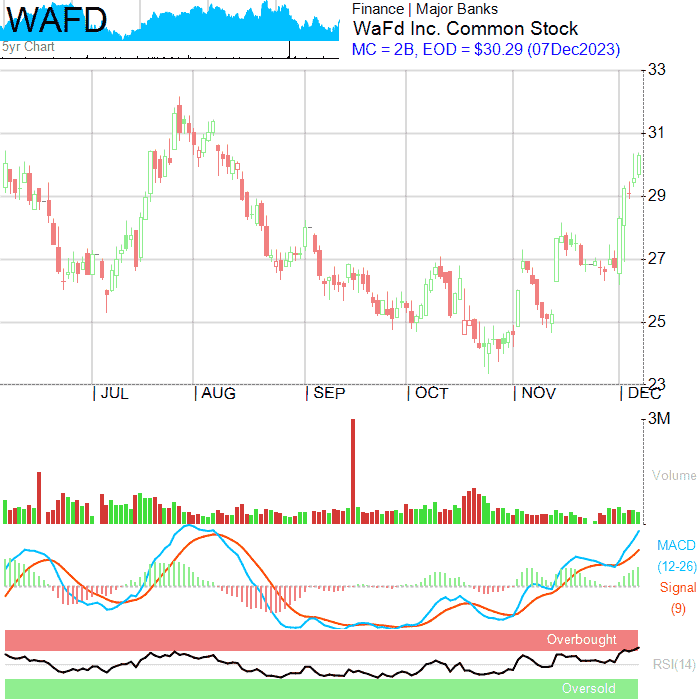 WAFD
5yr Chart
Finance | Major Banks
WaFd Inc. Common Stock
MC = 2B, EOD = $30.29 (07Dec2023)
33
31
29
27
25
23
JUL AUG SEP OCT NOV DEC
3M
Volume
MACD
(12-26)
Signal
(9)
Overbought
RSI(14)
Oversold